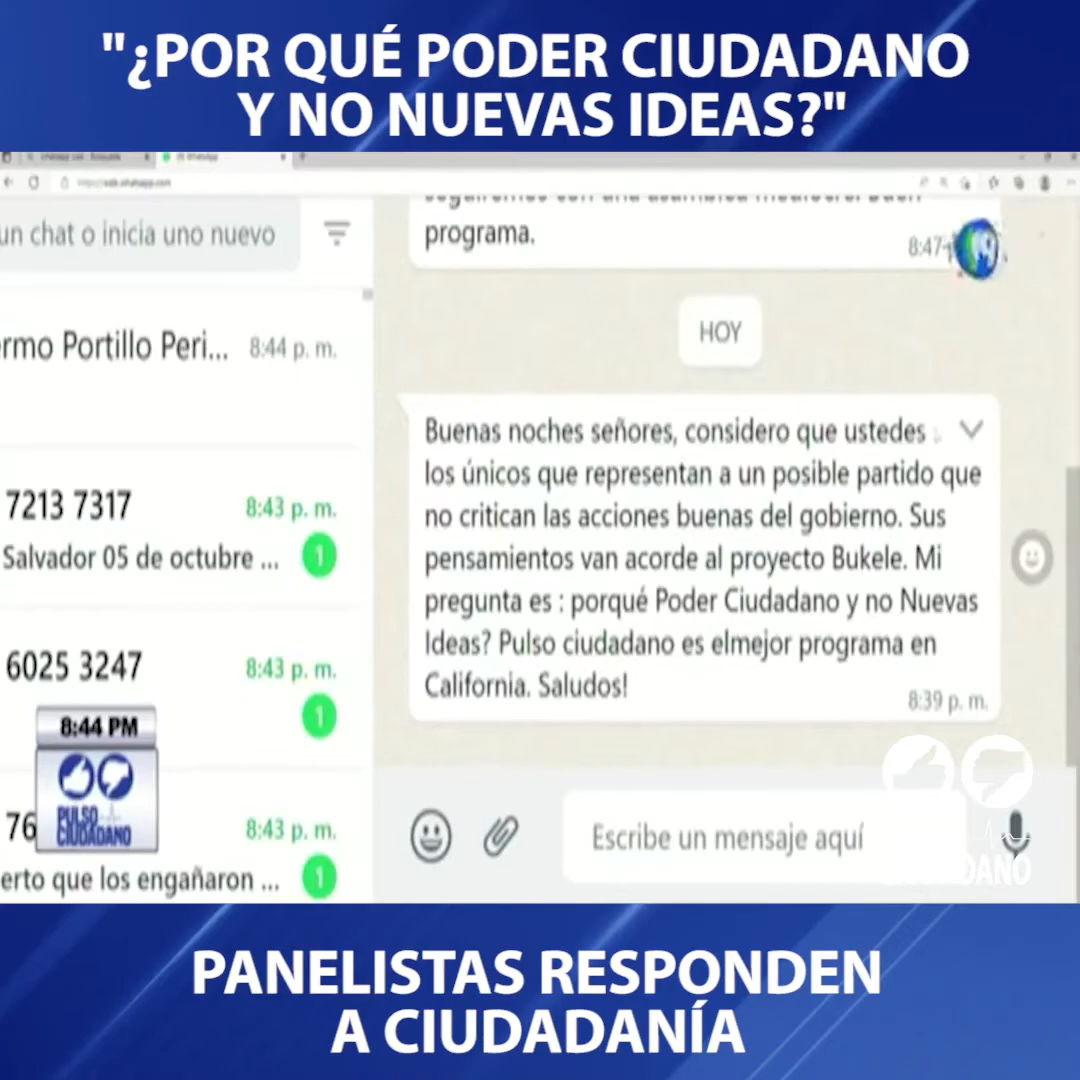 "¿POR QUÉ PODER CIUDADANO
Y NO NUEVAS IDEAS?"
un chat o inicia uno nuevo
programa.
8:47
19
HOY
ermo Portillo Peri... 8:44 p. m.
7213 7317 8:43 p. m.
Salvador 05 de octubre ... 1
6025 3247 8:43 p. m.
1
76 8:43 p. m.
erto que los engañaron ... 1
Buenas noches señores, considero que ustedes
los únicos que representan a un posible partido que
no critican las acciones buenas del gobierno. Sus
pensamientos van acorde al proyecto Bukele. Mi
pregunta es : porqué Poder Ciudadano y no Nuevas
Ideas? Pulso ciudadano es elmejor programa en
California. Saludos!
8:39 p. m.
8:44 PM
PULSO
CIUDADANO
Escribe un mensaje aquí
DANO
PANELISTAS RESPONDEN
A CIUDADANÍA